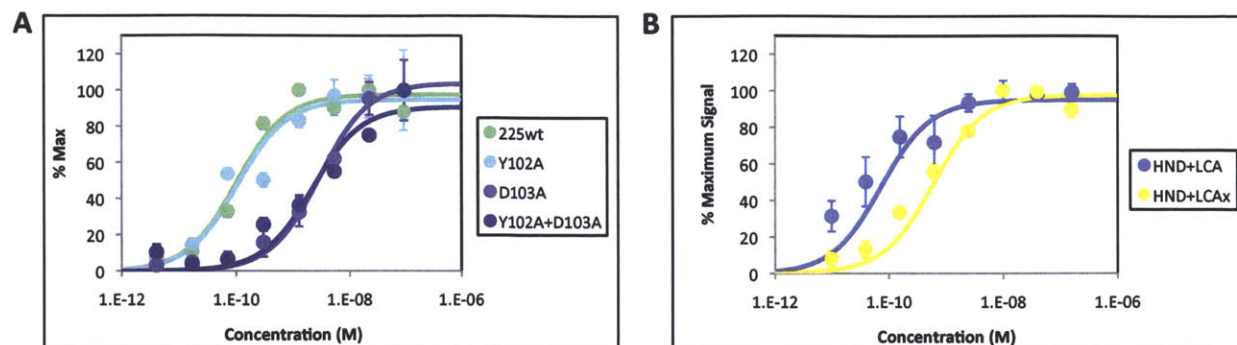 A
120
100
80
60
40
20
0
% Max
1.E-12 1.E-10 1.E-08 1.E-06
Concentration (M)
225wt
Y102A
D103A
Y102A+D103A
B
120
100
80
60
40
20
0
% Maximum Signal
1.E-12 1.E-10 1.E-08 1.E-06
Concentration (M)
HND+LCA
HND+LCAx